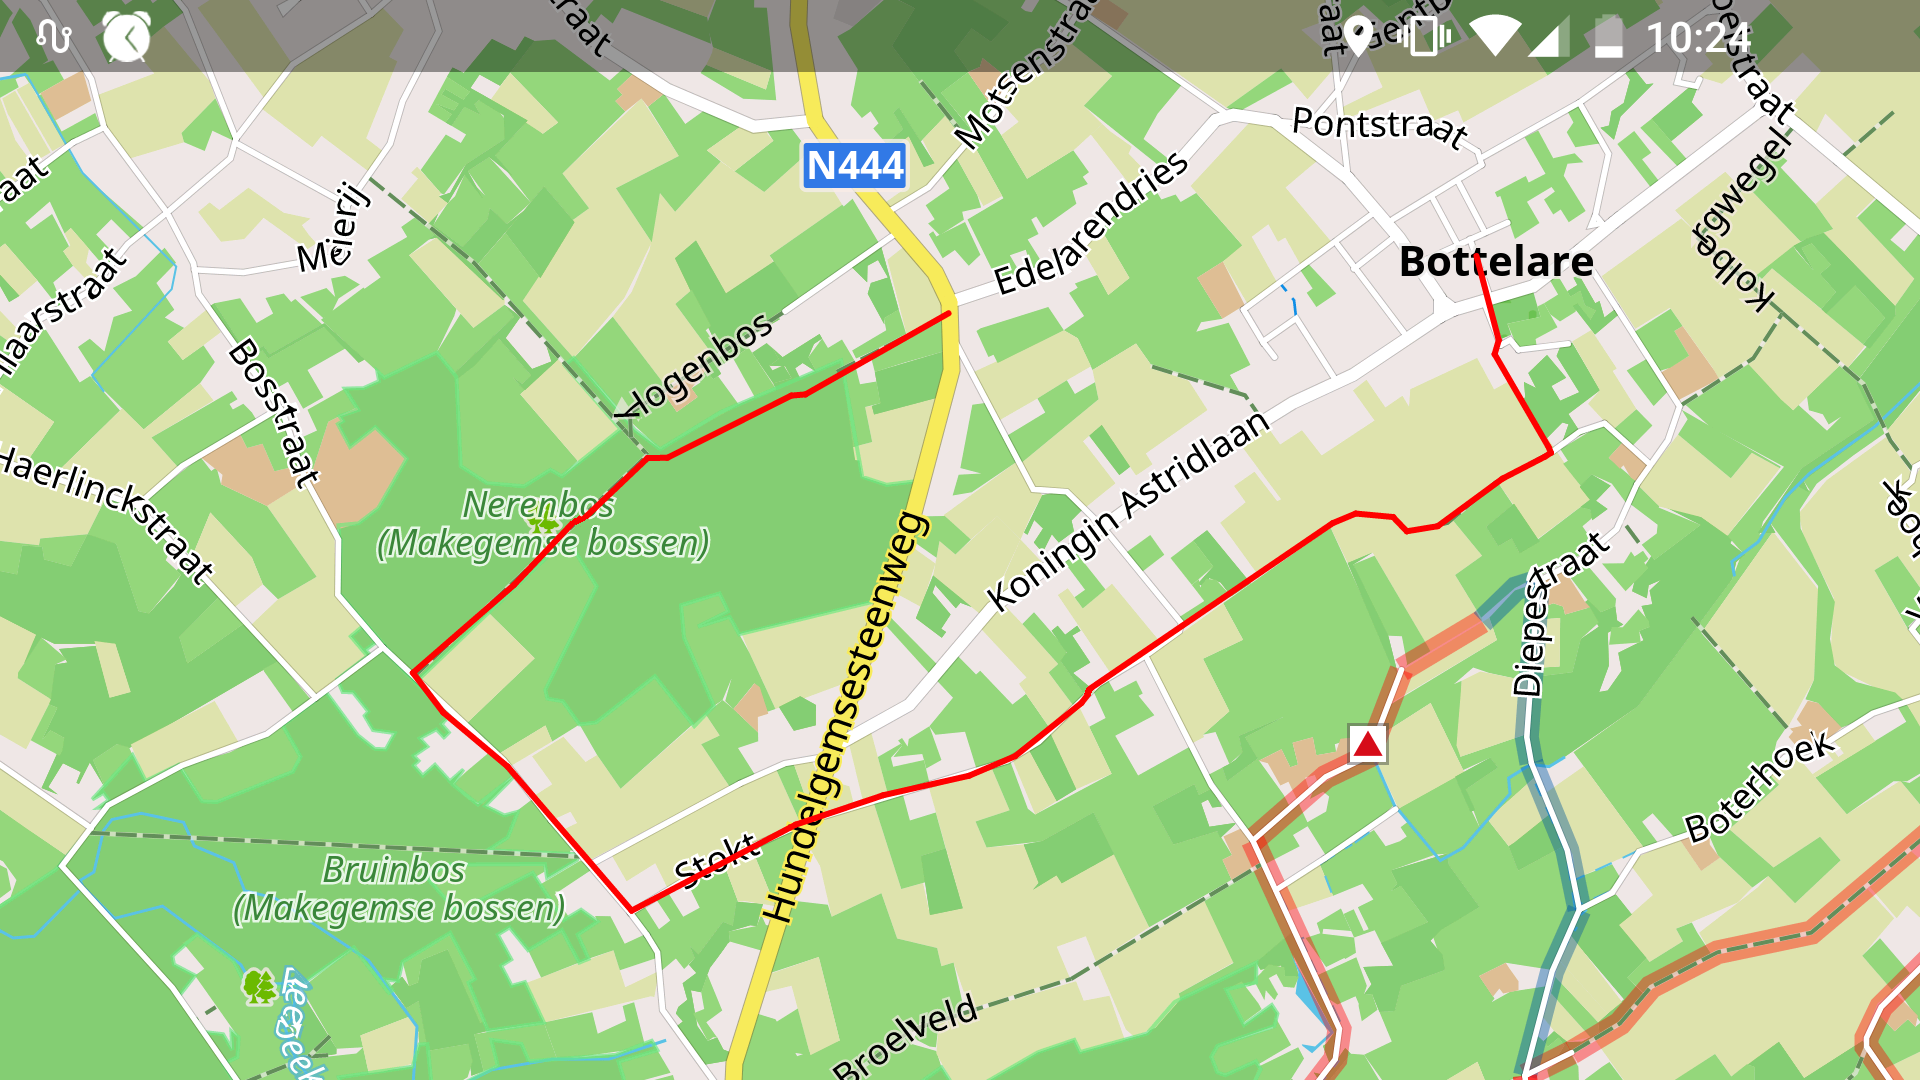 10:24
Motsenstraat
Pontstraat
N444
Edelarendries
Meierij
Bottelare
Kolbe
Hogenbos
Bosstraat
Haerlinckstraat
Nerenbos
(Makegemse bossen)
Koningin Astridlaan
Hundelgemsesteenweg
Diepestraat
Boterhoek
Stokt
Bruinbos
(Makegemse bossen)
Broelveld